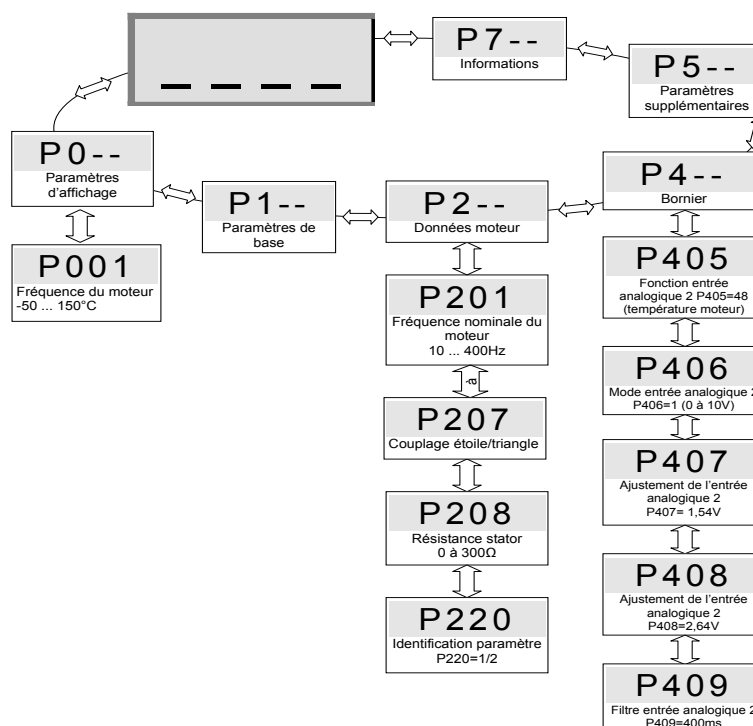 P7--
Informations
P5--
Paramètres
supplémentaires
P0--
Paramètres
d'affichage
P1--
Paramètres de
base
P2--
Données moteur
P4--
Bornier
P001
Fréquence du moteur
-50 ... 150°C
P201
Fréquence nominale du
moteur
10 ... 400Hz
à
P207
Couplage étoile/triangle
P208
Résistance stator
0 à 300Ω
P220
Identification paramètre
P220=1/2
P405
Fonction entrée
analogique 2 P405=48
(température moteur)
P406
Mode entrée analogique 2
P406=1 (0 à 10V)
P407
Ajustement de l'entrée
analogique 2
P407= 1,54V
P408
Ajustement de l'entrée
analogique 2
P408=2,64V
P409
Filtre entrée analogique 2
P409=400ms